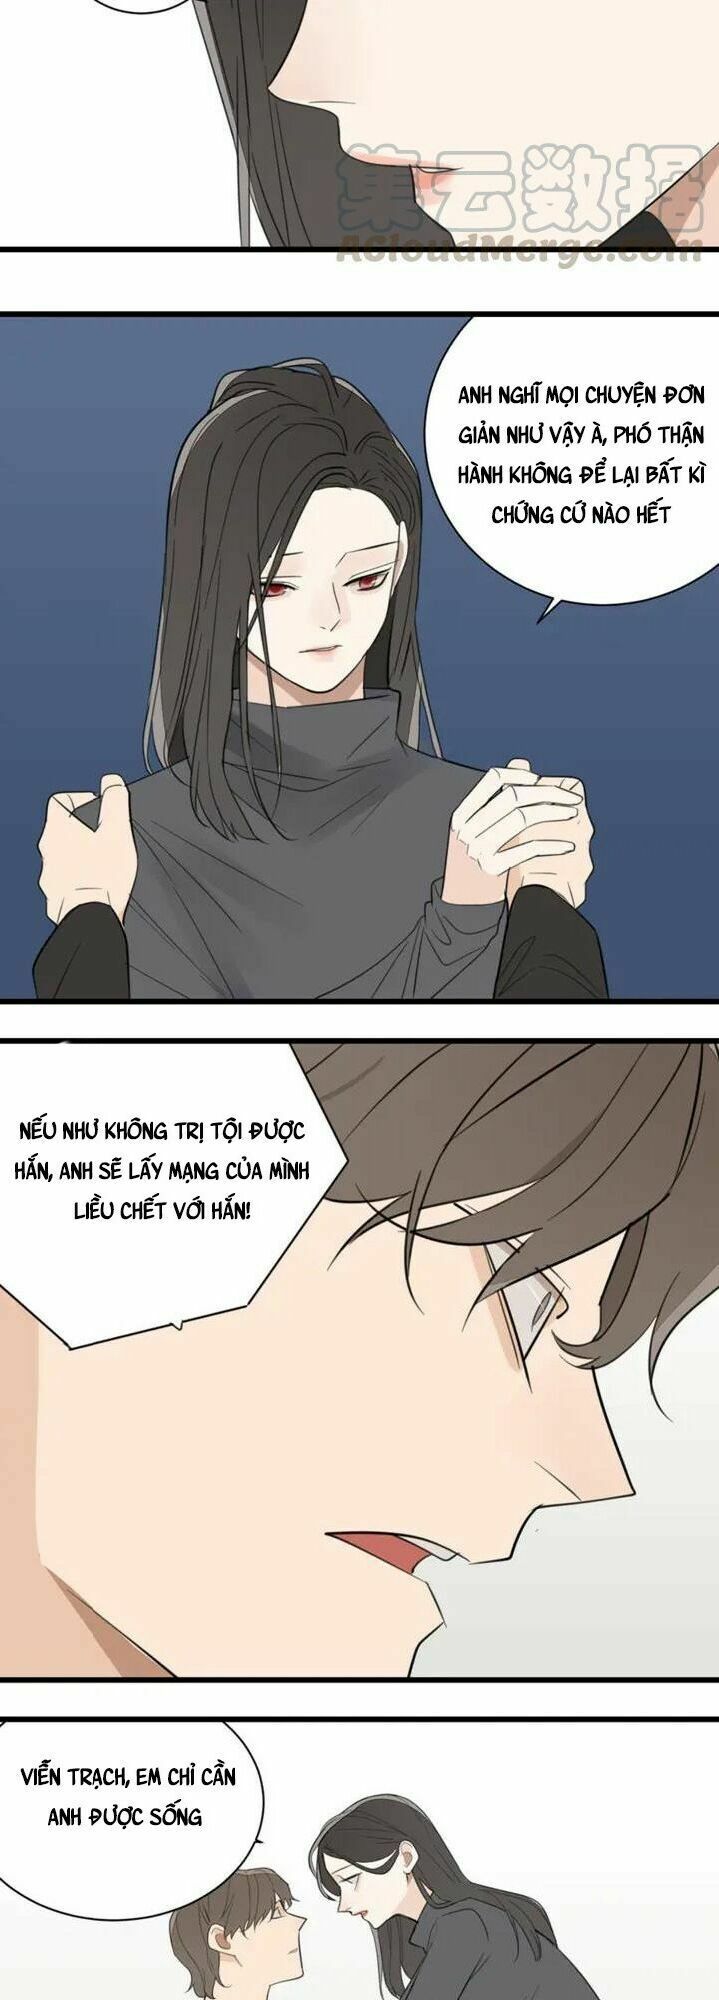 集云数据
ACloudMerge.com
ANH NGHĨ MỌI CHUYỆN ĐƠN
GIẢN NHƯ VẬY À, PHÓ THẬN
HÀNH KHÔNG ĐỂ LẠI BẤT KÌ
CHỨNG CỨ NÀO HẾT
NẾU NHƯ KHÔNG TRỊ TỘI ĐƯỢC
HẮN, ANH SẼ LẤY MẠNG CỦA MÌNH
LIỀU CHẾT VỚI HẮN!
VIỄN TRẠCH, EM CHỈ CẦN
ANH ĐƯỢC SỐNG